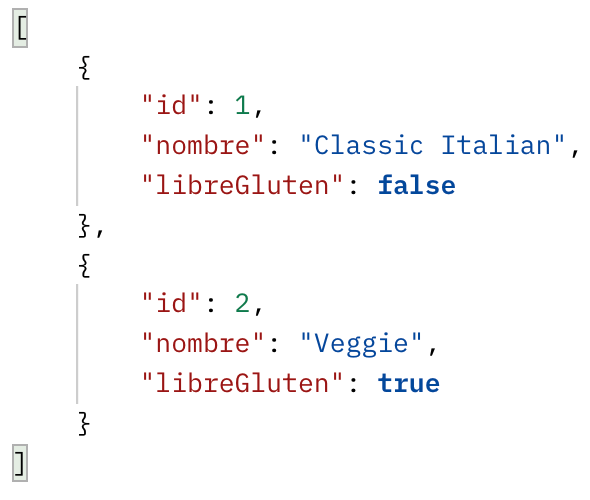 [
    {
        "id": 1,
        "nombre": "Classic Italian",
        "libreGluten": false
    },
    {
        "id": 2,
        "nombre": "Veggie",
        "libreGluten": true
    }
]